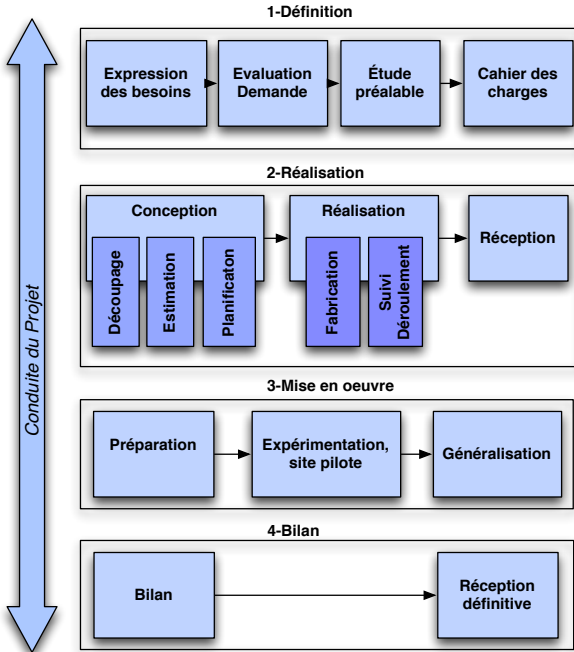 1-Définition
Expression
des besoins
Evaluation
Demande
Étude
préalable
Cahier des
charges
2-Réalisation
Conception
Découpage
Estimation
Planificaton
Réalisation
Fabrication
Suivi
Déroulement
Réception
3-Mise en oeuvre
Préparation
Expérimentation,
site pilote
Généralisation
4-Bilan
Bilan
Réception
définitive
Conduite du Projet